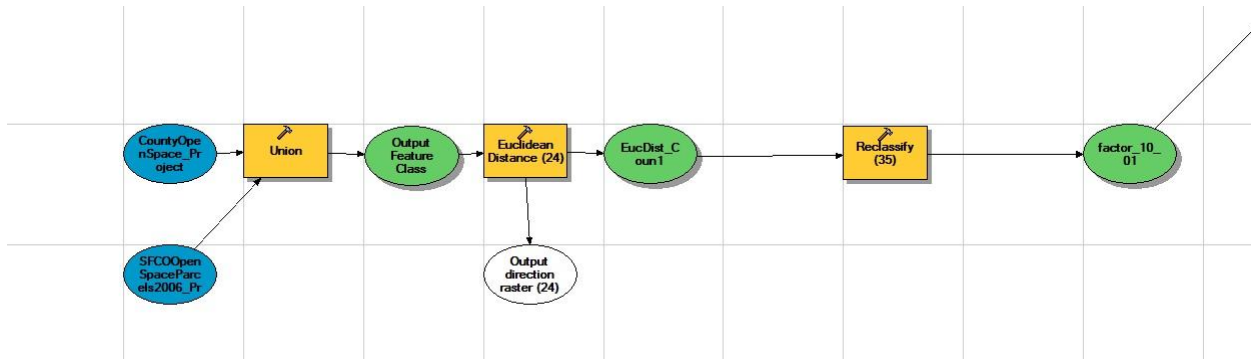 CountyOpe
nSpace_Pr
oject
Union
Output
Feature
Class
Euclidean
Distance (24)
EucDist_C
oun1
Reclassify
(35)
factor_10_
01
SFCOOpen
SpaceParc
els2006_Pr
Output
direction
raster (24)